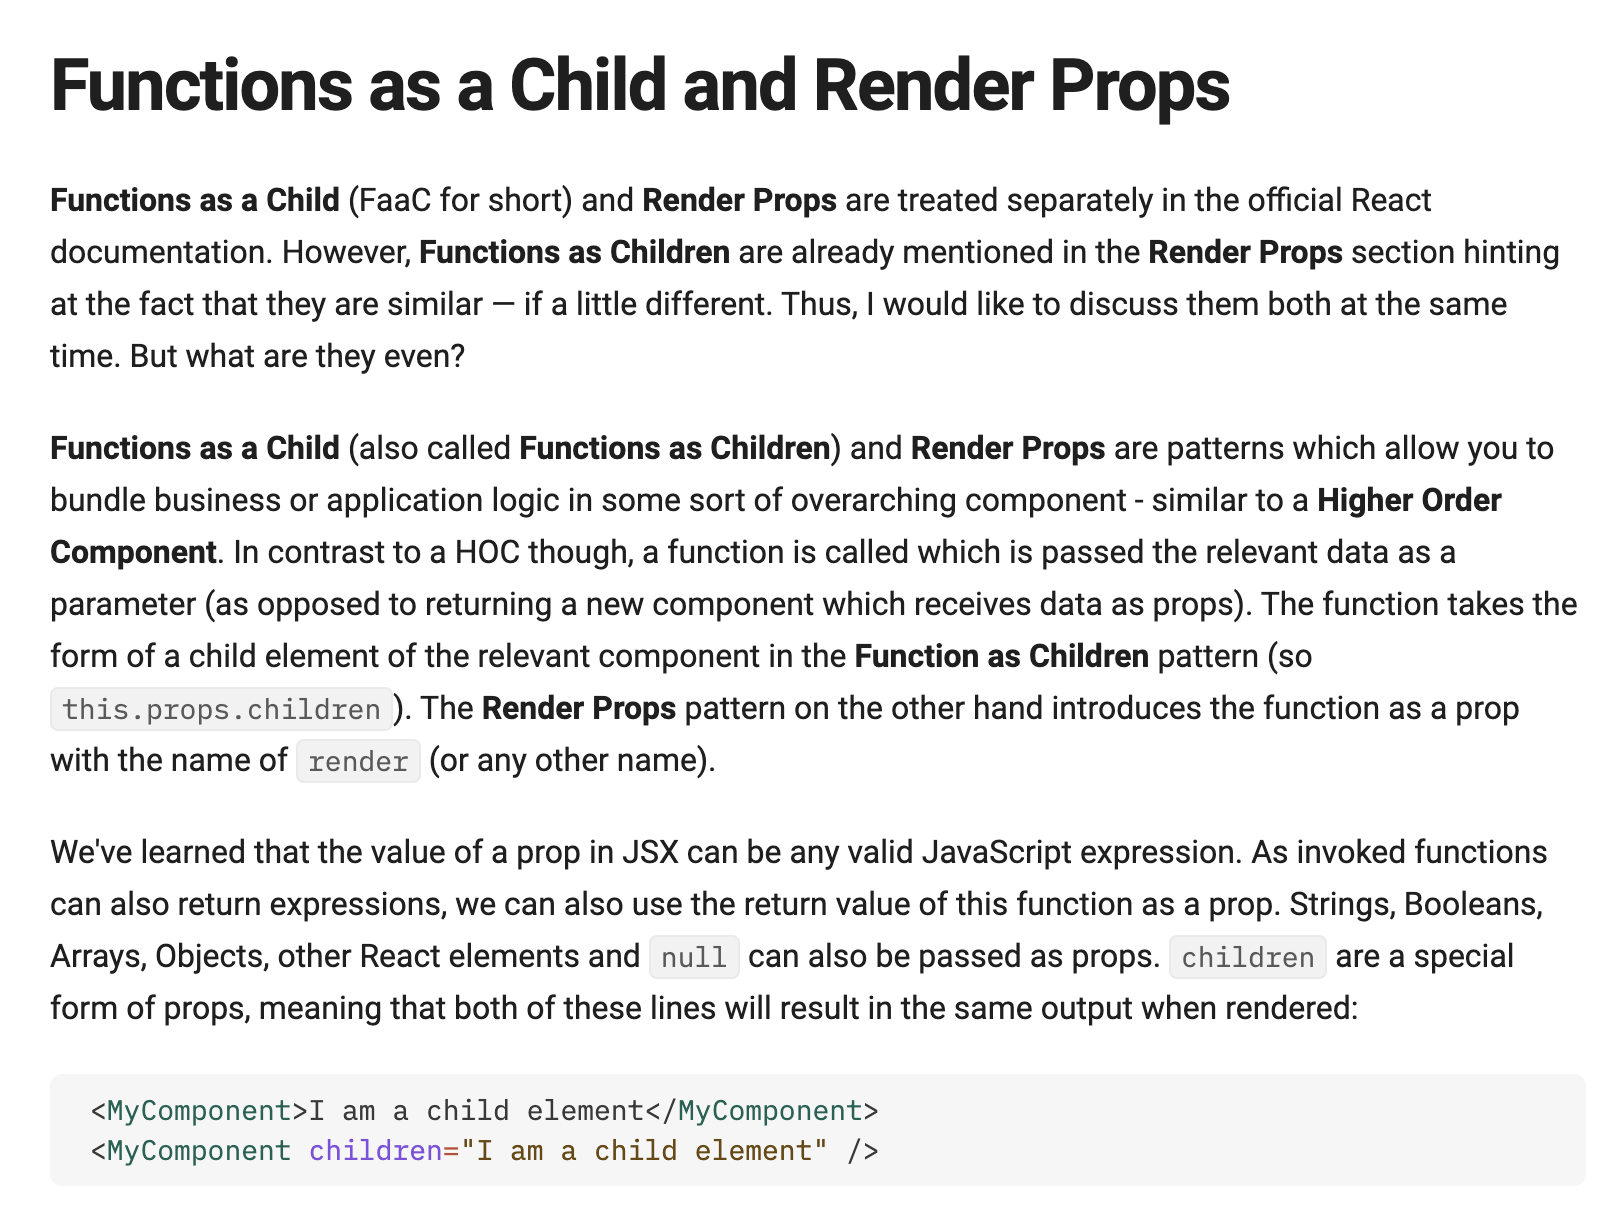 Functions as a Child and Render Props
Functions as a Child (FaaC for short) and Render Props are treated separately in the official React
documentation. However, Functions as Children are already mentioned in the Render Props section hinting
at the fact that they are similar — if a little different. Thus, I would like to discuss them both at the same
time. But what are they even?
Functions as a Child (also called Functions as Children) and Render Props are patterns which allow you to
bundle business or application logic in some sort of overarching component - similar to a Higher Order
Component. In contrast to a HOC though, a function is called which is passed the relevant data as a
parameter (as opposed to returning a new component which receives data as props). The function takes the
form of a child element of the relevant component in the Function as Children pattern (so
this.props.children). The Render Props pattern on the other hand introduces the function as a prop
with the name of render (or any other name).
We've learned that the value of a prop in JSX can be any valid JavaScript expression. As invoked functions
can also return expressions, we can also use the return value of this function as a prop. Strings, Booleans,
Arrays, Objects, other React elements and null can also be passed as props. children are a special
form of props, meaning that both of these lines will result in the same output when rendered:
<MyComponent>I am a child element</MyComponent>
<MyComponent children="I am a child element" />